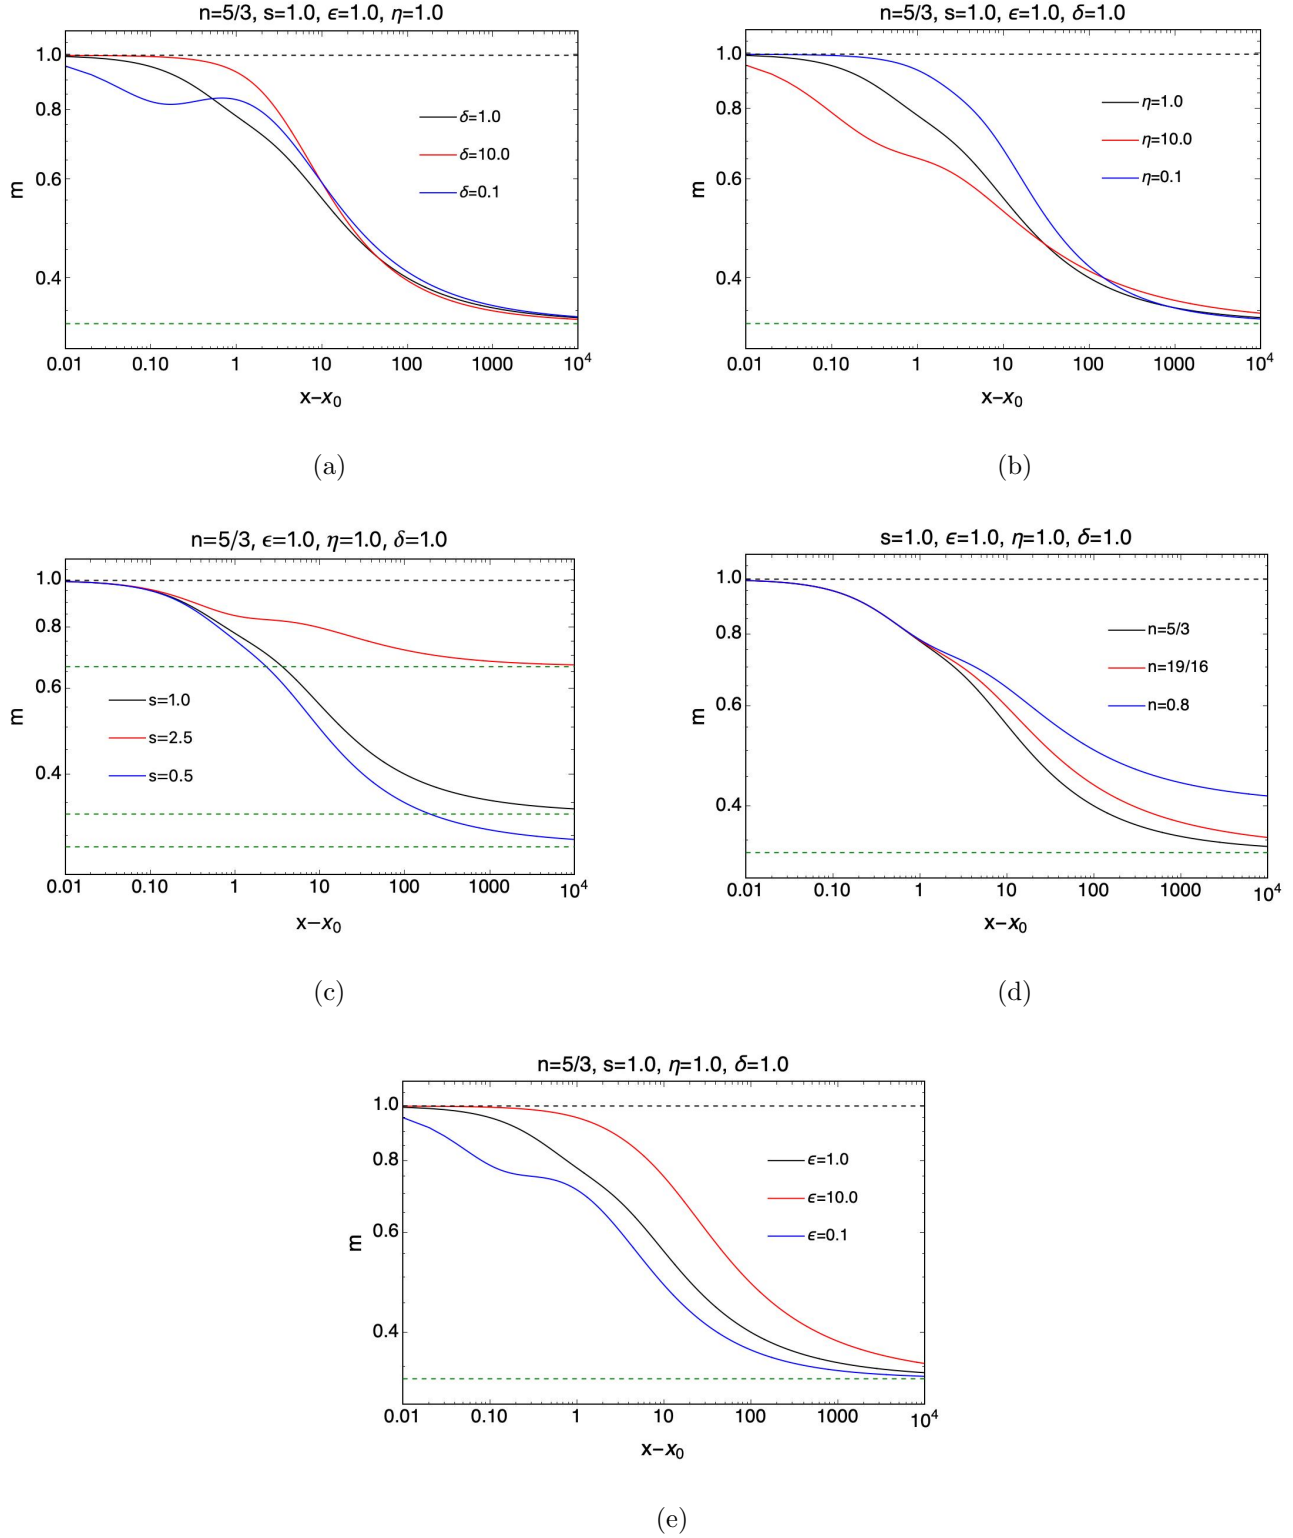 n=5/3, s=1.0, ϵ=1.0, η=1.0
m
1.0
0.8
0.6
0.4
δ=1.0
δ=10.0
δ=0.1
0.01 0.10 1 10 100 1000 10⁴
x–x₀
(a)
n=5/3, s=1.0, ϵ=1.0, δ=1.0
m
1.0
0.8
0.6
0.4
η=1.0
η=10.0
η=0.1
0.01 0.10 1 10 100 1000 10⁴
x–x₀
(b)
n=5/3, ϵ=1.0, η=1.0, δ=1.0
m
1.0
0.8
0.6
0.4
s=1.0
s=2.5
s=0.5
0.01 0.10 1 10 100 1000 10⁴
x–x₀
(c)
s=1.0, ϵ=1.0, η=1.0, δ=1.0
m
1.0
0.8
0.6
0.4
n=5/3
n=19/16
n=0.8
0.01 0.10 1 10 100 1000 10⁴
x–x₀
(d)
n=5/3, s=1.0, η=1.0, δ=1.0
m
1.0
0.8
0.6
0.4
ϵ=1.0
ϵ=10.0
ϵ=0.1
0.01 0.10 1 10 100 1000 10⁴
x–x₀
(e)